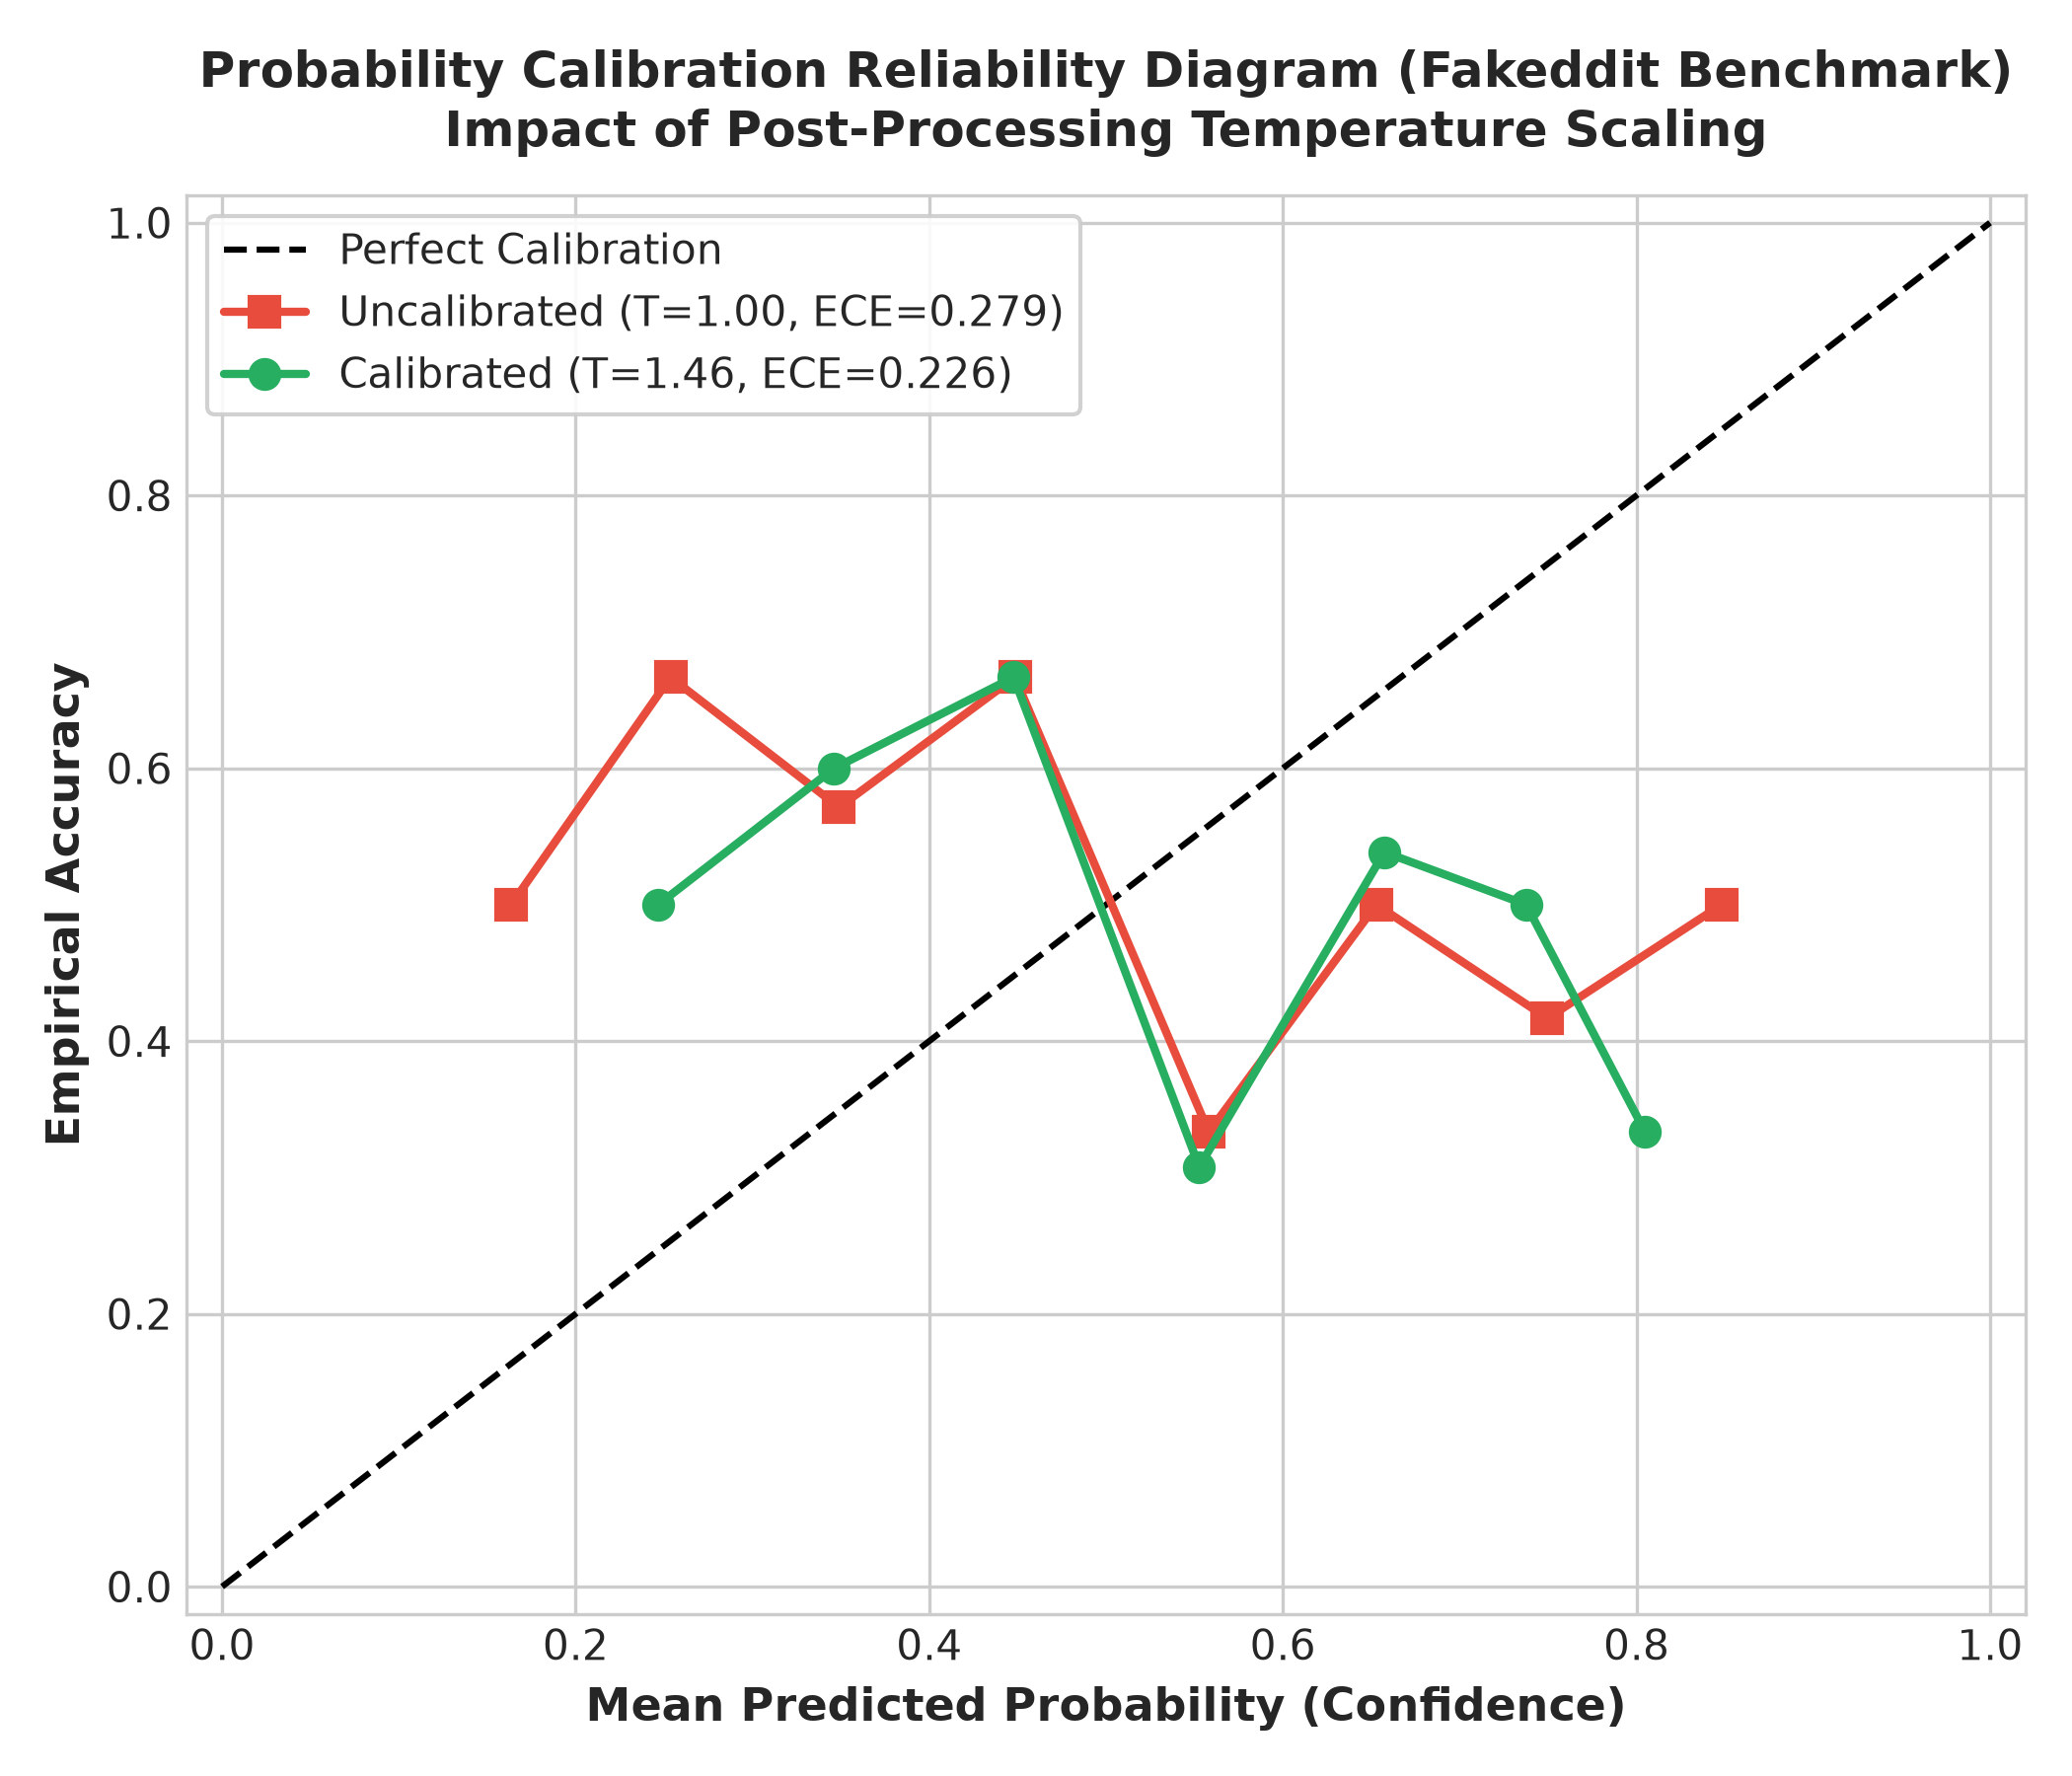 Probability Calibration Reliability Diagram (Fakeddit Benchmark)
Impact of Post-Processing Temperature Scaling
Perfect Calibration
Uncalibrated (T=1.00, ECE=0.279)
Calibrated (T=1.46, ECE=0.226)
Empirical Accuracy
1.0
0.8
0.6
0.4
0.2
0.0
0.0 0.2 0.4 0.6 0.8 1.0
Mean Predicted Probability (Confidence)